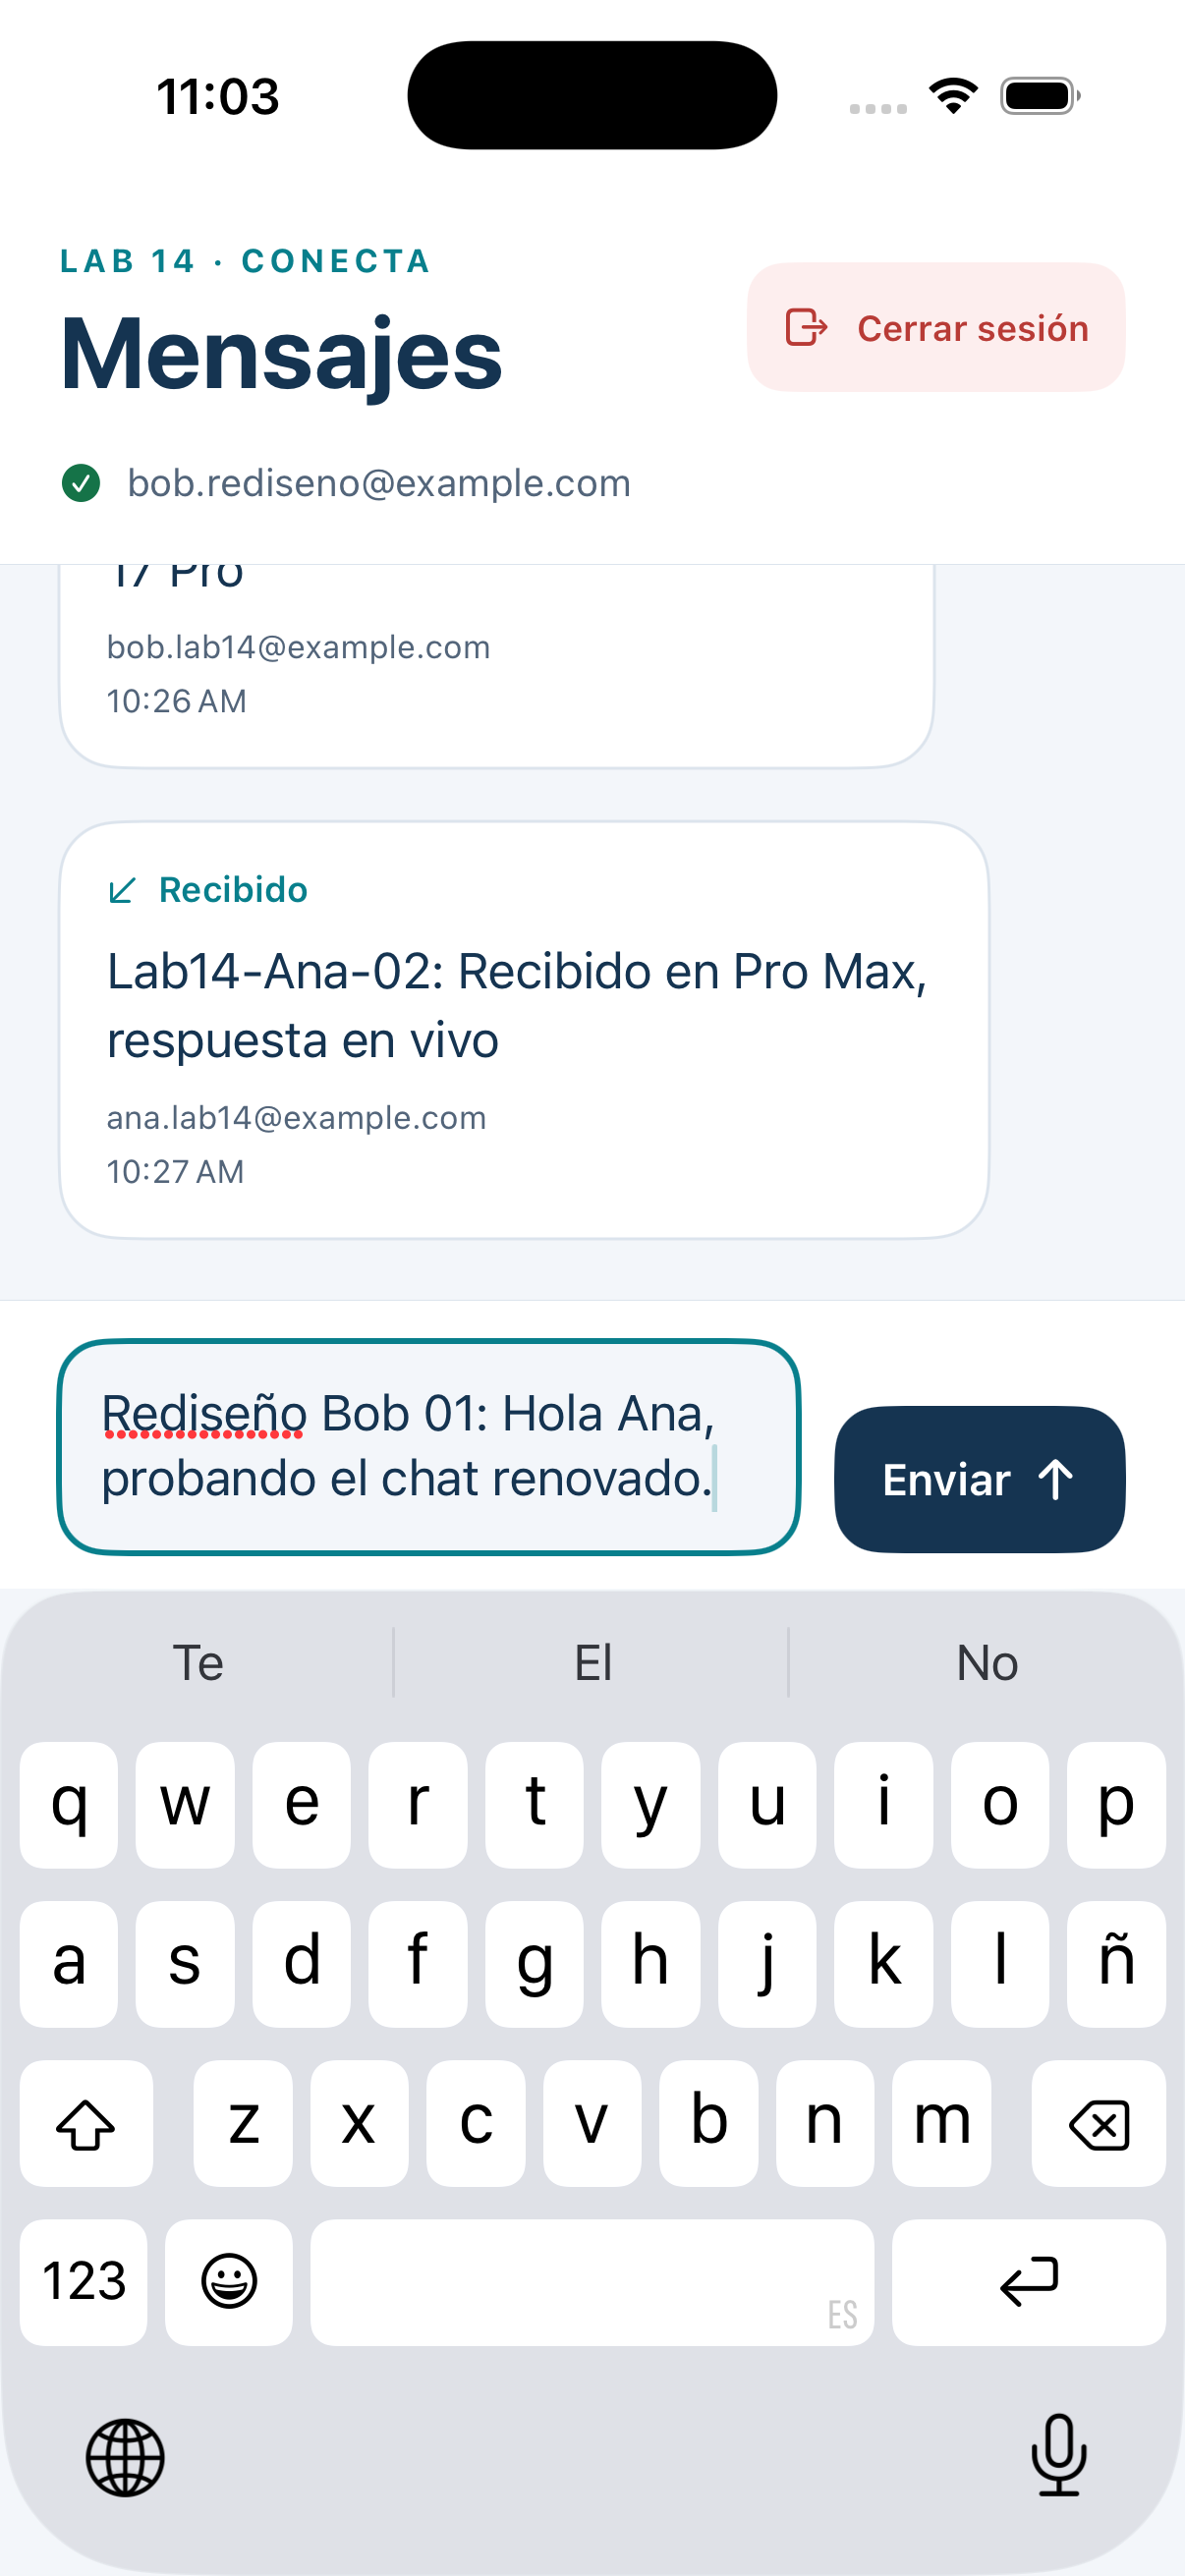 11:03
LAB 14 · CONECTA
Mensajes
Cerrar sesión
bob.rediseno@example.com
17 Pro
bob.lab14@example.com
10:26 AM
Recibido
Lab14-Ana-02: Recibido en Pro Max,
respuesta en vivo
ana.lab14@example.com
10:27 AM
Rediseño Bob 01: Hola Ana,
probando el chat renovado.
Enviar
Te El No
q w e r t y u i o p
a s d f g h j k l ñ
z x c v b n m
123
ES